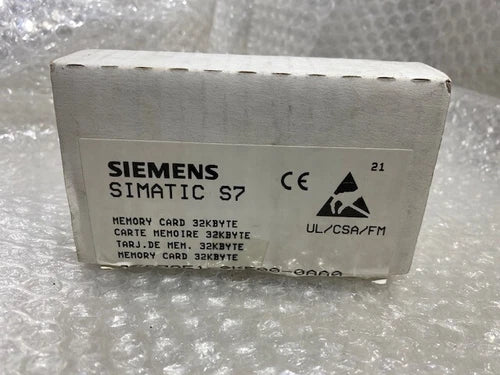 SIEMENS
SIMATIC S7
CE
21
UL/CSA/FM
MEMORY CARD 32KBYTE
CARTE MEMOIRE 32KBYTE
TARJ.DE MEM. 32KBYTE
MEMORY CARD 32KBYTE
-0AA0